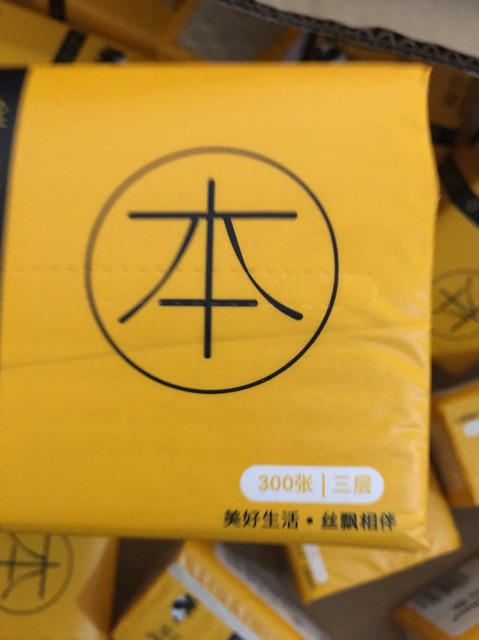 本
300张 | 三层
美好生活·丝飘相伴